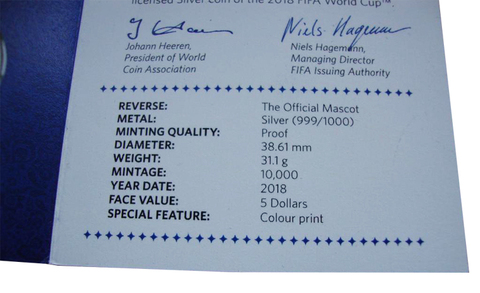 licensed Silver coin of the 2018 FIFA World Cup™.
Johann Heeren,
President of World
Coin Association
Niels Hagemann
Niels Hagemann,
Managing Director
FIFA Issuing Authority
REVERSE: The Official Mascot
METAL: Silver (999/1000)
MINTING QUALITY: Proof
DIAMETER: 38.61 mm
WEIGHT: 31.1 g
MINTAGE: 10,000
YEAR DATE: 2018
FACE VALUE: 5 Dollars
SPECIAL FEATURE: Colour print